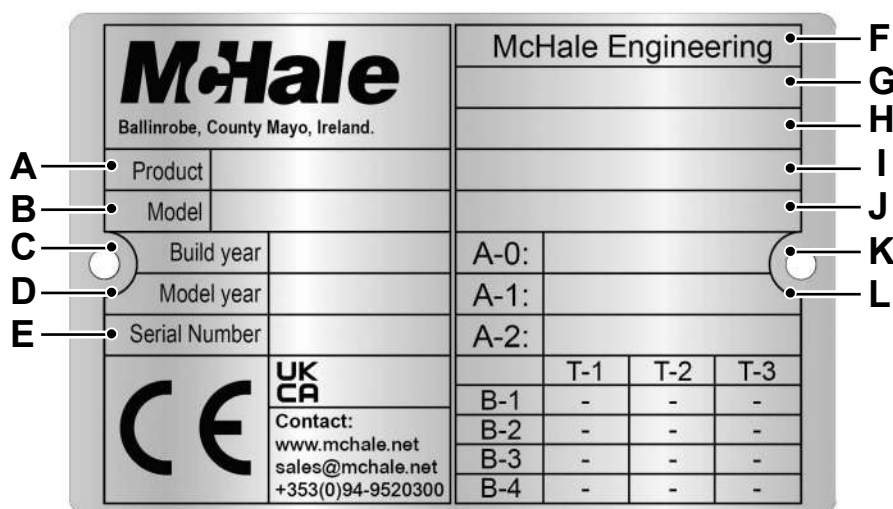 McHale
Ballinrobe, County Mayo, Ireland.
A
Product
B
Model
C
Build year
D
Model year
E
Serial Number
CE
UK
CA
Contact:
www.mchale.net
sales@mchale.net
+353(0)94-9520300
McHale Engineering
F
G
H
I
J
A-0:
K
A-1:
L
A-2:
T-1 T-2 T-3
B-1 - - -
B-2 - - -
B-3 - - -
B-4 - - -